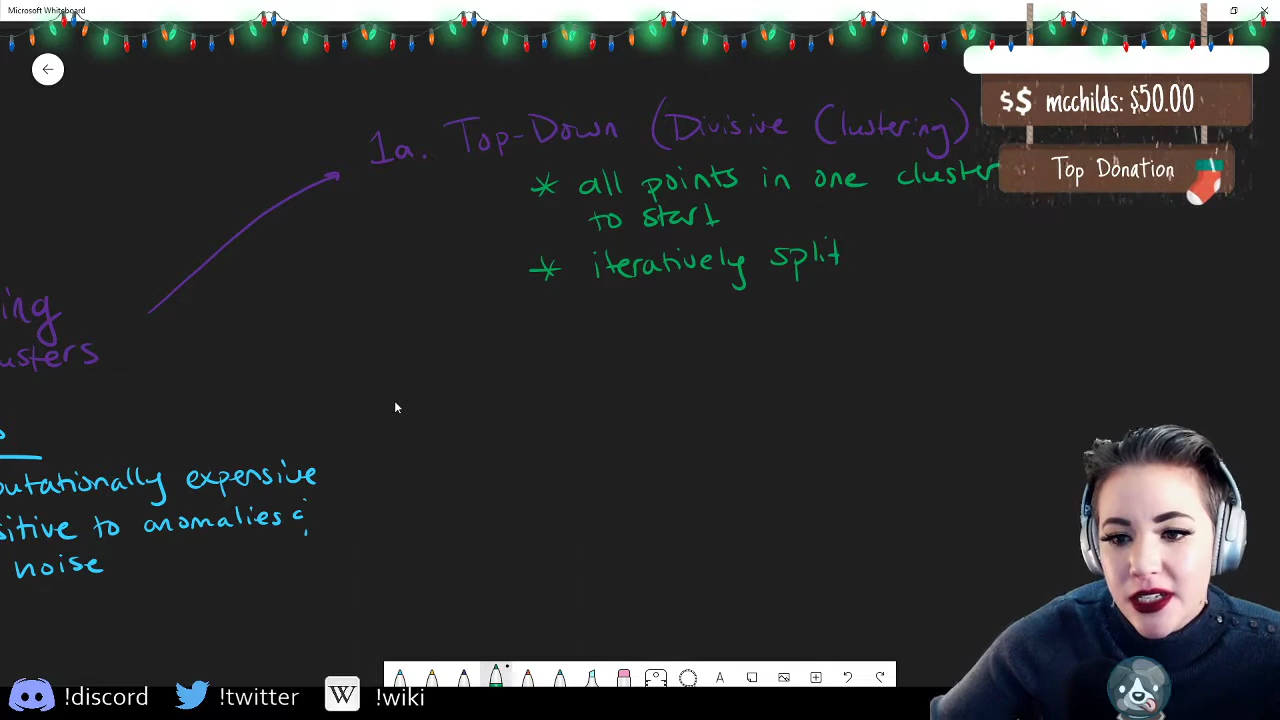 Microsoft Whiteboard
$$ mcchilds: $50.00
Top Donation
1a. Top-Down (Divisive Clustering)
* all points in one cluster
to start
* iteratively split
ing
usters
putationally expensive
sitive to anomalies &
noise
!discord
!twitter
W !wiki